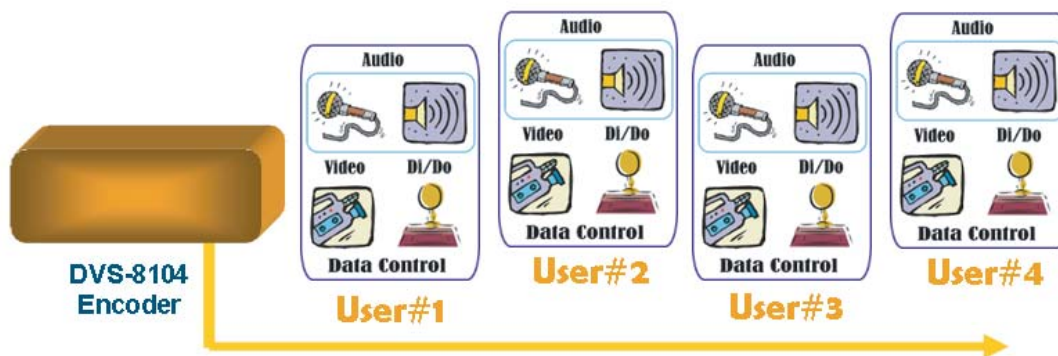 Audio
Video Di/Do
Data Control
User#1
Audio
Video Di/Do
Data Control
User#2
Audio
Video Di/Do
Data Control
User#3
Audio
Video Di/Do
Data Control
User#4
DVS-8104
Encoder